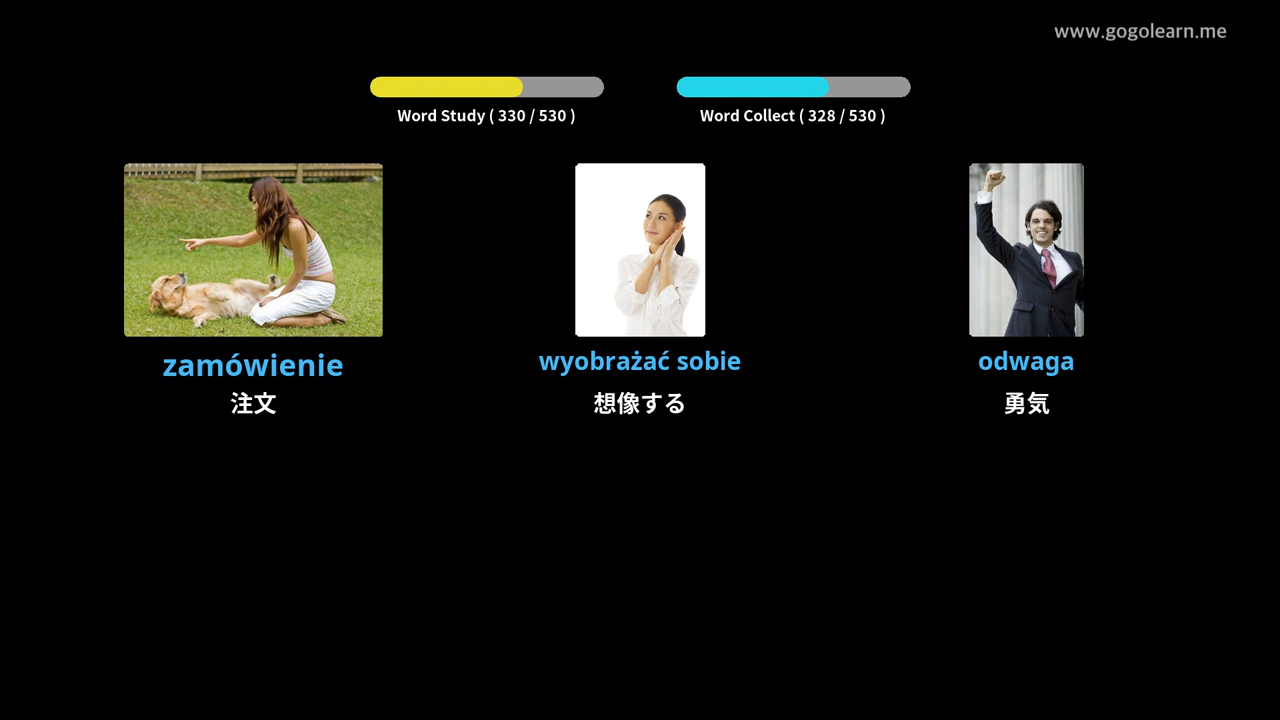 www.gogolearn.me
Word Study ( 330 / 530 )
Word Collect ( 328 / 530 )
zamówienie
注文
wyobrażać sobie
想像する
odwaga
勇気